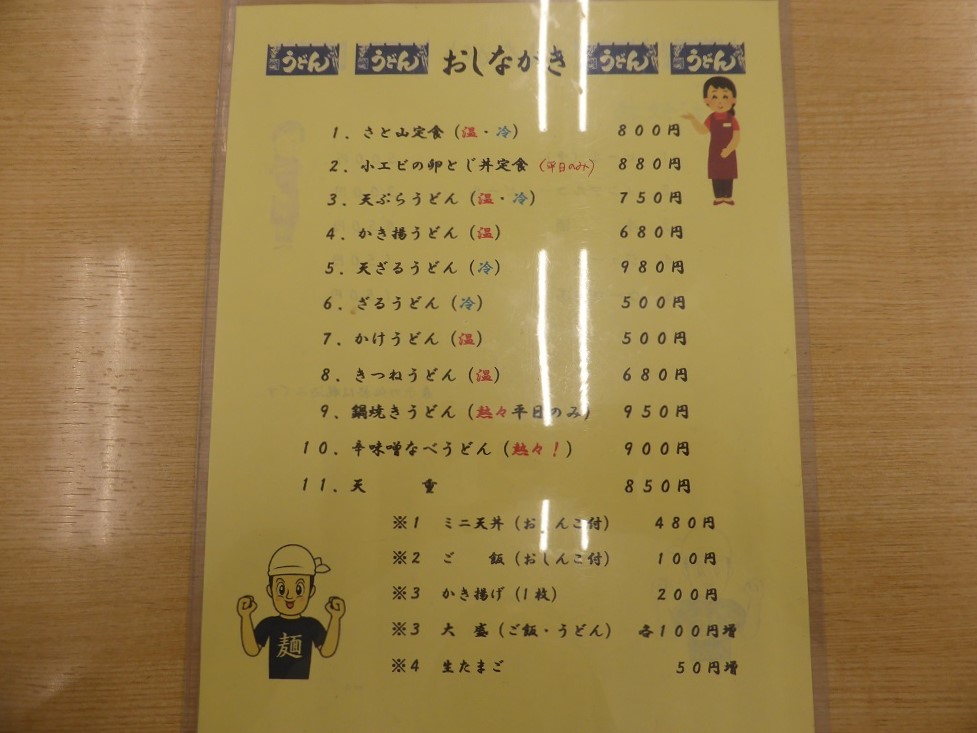 うどん うどん おしながき うどん うどん
1．さと山定食（温・冷） 800円
2．小エビの卵とじ丼定食（平日のみ） 880円
3．天ぷらうどん（温・冷） 750円
4．かき揚うどん（温） 680円
5．天ざるうどん（冷） 980円
6．ざるうどん（冷） 500円
7．かけうどん（温） 500円
8．きつねうどん（温） 680円
9．鍋焼きうどん（熱々平日のみ） 950円
10．辛味噌なべうどん（熱々！） 900円
11．天　　重 850円
※1 ミニ天丼（おしんこ付） 480円
※2 ご　飯（おしんこ付） 100円
※3 かき揚げ（1枚） 200円
※3 大　盛（ご飯・うどん） 各100円増
※4 生たまご 50円増
麺